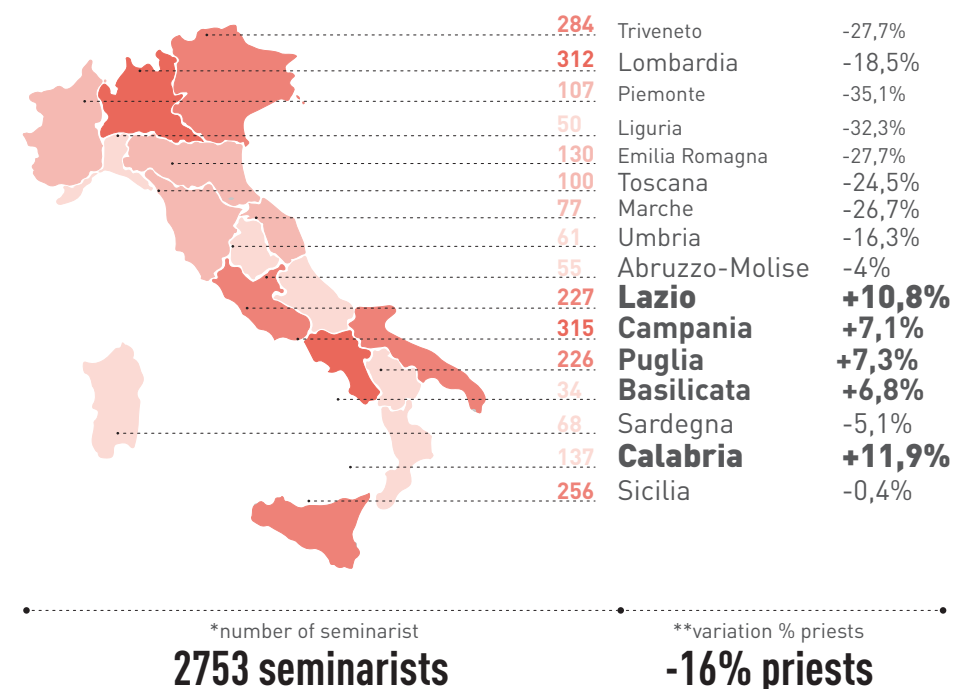 284 Triveneto -27,7%
312 Lombardia -18,5%
107 Piemonte -35,1%
50 Liguria -32,3%
130 Emilia Romagna -27,7%
100 Toscana -24,5%
77 Marche -26,7%
61 Umbria -16,3%
55 Abruzzo-Molise -4%
227 Lazio +10,8%
315 Campania +7,1%
226 Puglia +7,3%
34 Basilicata +6,8%
68 Sardegna -5,1%
137 Calabria +11,9%
256 Sicilia -0,4%
*number of seminarist
2753 seminarists
**variation % priests
-16% priests